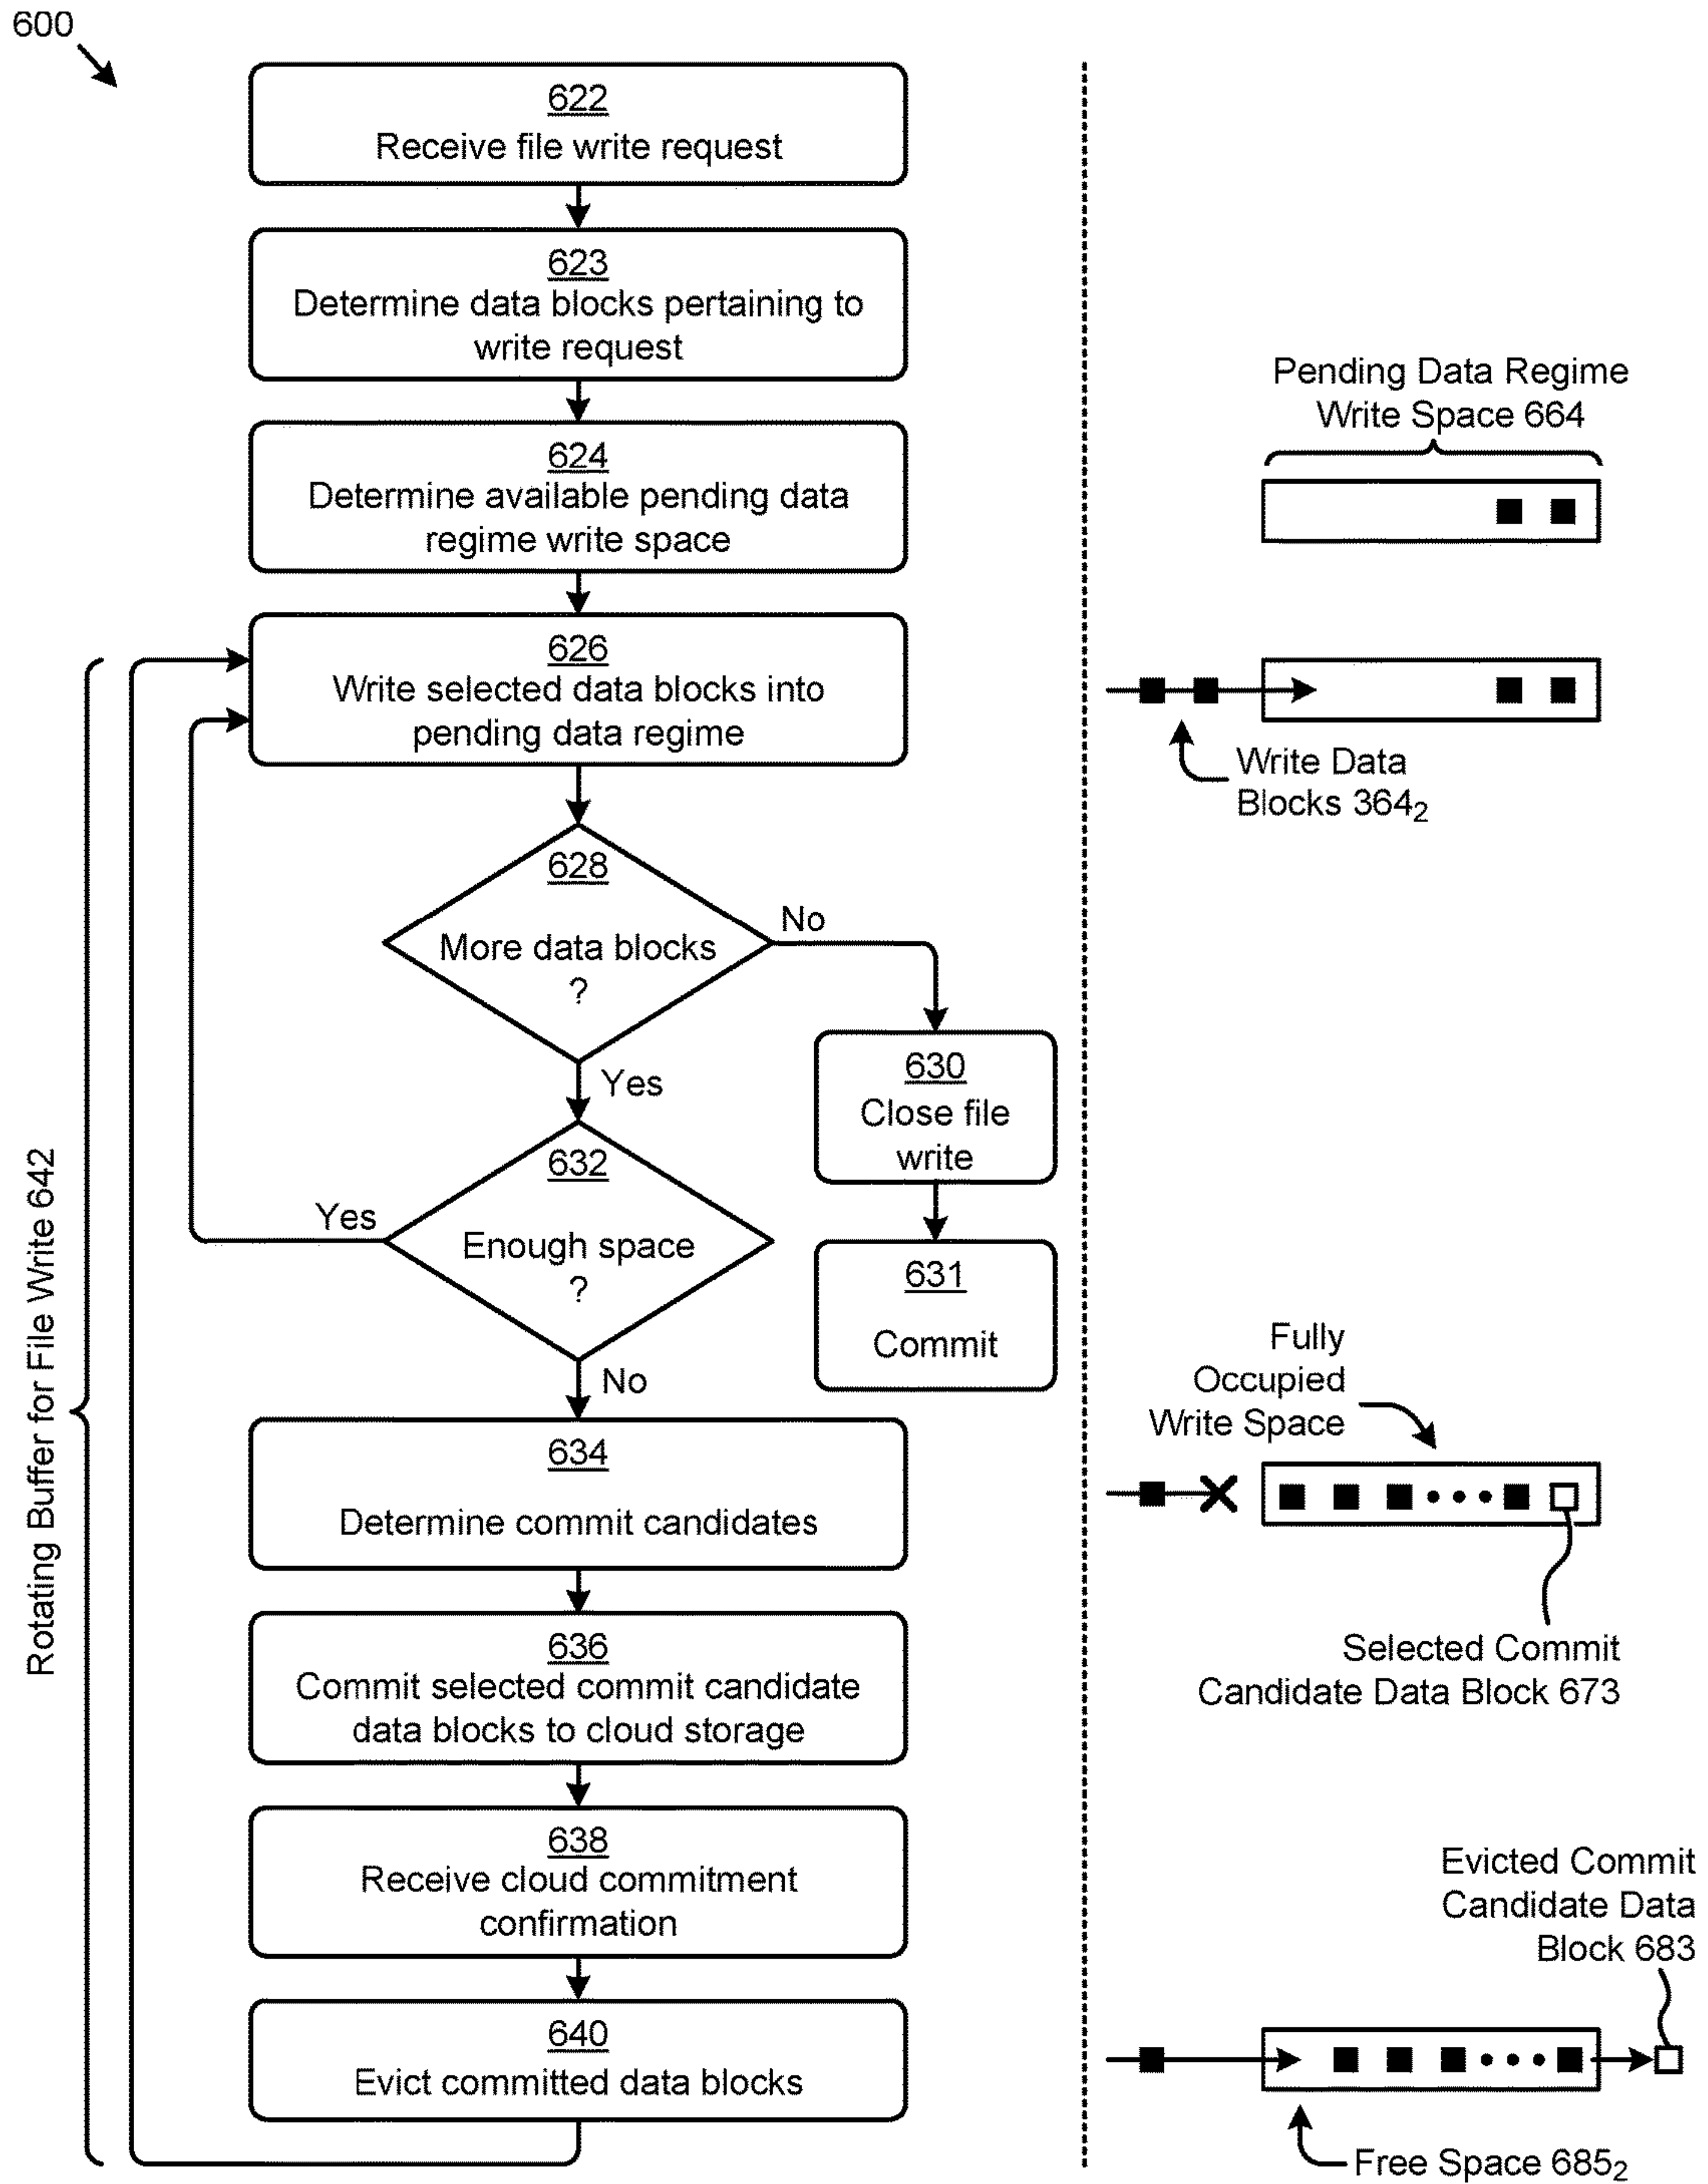 600
622
Receive file write request
623
Determine data blocks pertaining to
write request
624
Determine available pending data
regime write space
626
Write selected data blocks into
pending data regime
628
More data blocks
?
No
Yes
630
Close file
write
631
Commit
632
Enough space
?
Yes
No
634
Determine commit candidates
636
Commit selected commit candidate
data blocks to cloud storage
638
Receive cloud commitment
confirmation
640
Evict committed data blocks
Rotating Buffer for File Write 642
Pending Data Regime
Write Space 664
Write Data
Blocks 364₂
Fully
Occupied
Write Space
Selected Commit
Candidate Data Block 673
Evicted Commit
Candidate Data
Block 683
Free Space 685₂